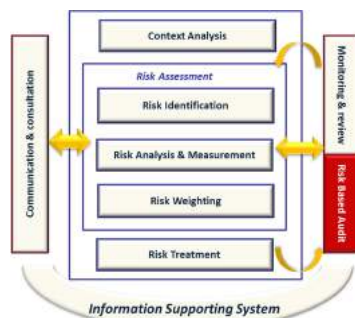 Context Analysis
Risk Assessment
Risk Identification
Risk Analysis & Measurement
Risk Weighting
Risk Treatment
Communication & consultation
Monitoring & review
Risk Based Audit
Information Supporting System